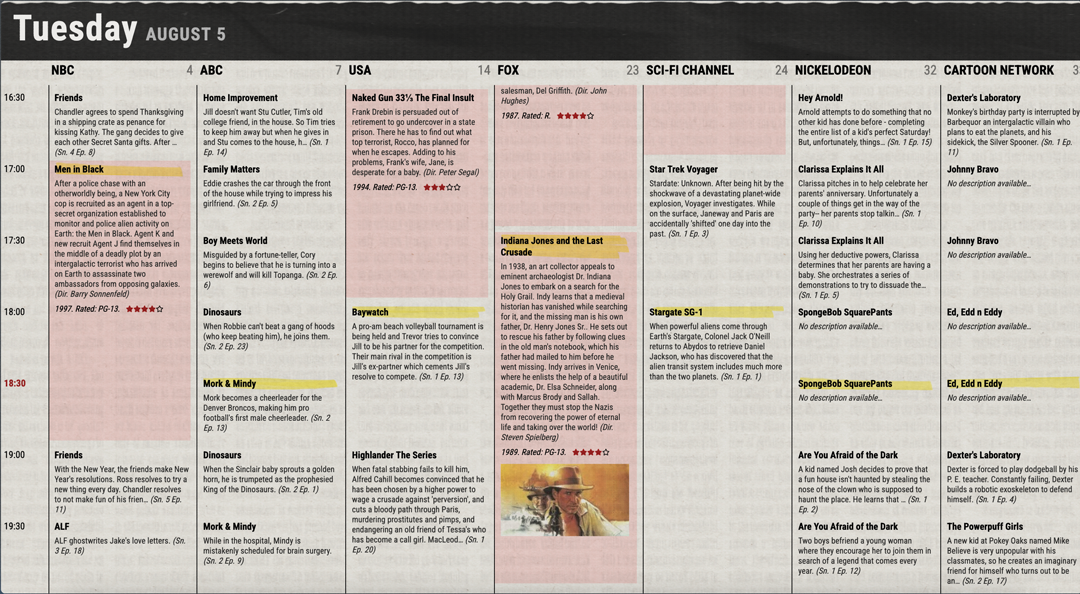 Tuesday AUGUST 5
NBC 4
ABC 7
USA 14
FOX 23
SCI-FI CHANNEL 24
NICKELODEON 32
CARTOON NETWORK
16:30
17:00
17:30
18:00
18:30
19:00
19:30
Friends
Chandler agrees to spend Thanksgiving
in a shipping crate as penance for
kissing Kathy. The gang decides to give
each other Secret Santa gifts. After ...
(Sn. 4 Ep. 8)
Men in Black
After a police chase with an
otherworldly being, a New York City
cop is recruited as an agent in a top-
secret organization established to
monitor and police alien activity on
Earth: the Men in Black. Agent K and
new recruit Agent J find themselves in
the middle of a deadly plot by an
intergalactic terrorist who has arrived
on Earth to assassinate two
ambassadors from opposing galaxies.
(Dir. Barry Sonnenfeld)
1997. Rated: PG-13. ★★★★☆
Friends
With the New Year, the friends make New
Year's resolutions. Ross resolves to try a
new thing every day. Chandler resolves
to not make fun of his frien... (Sn. 5 Ep.
11)
ALF
ALF ghostwrites Jake's love letters. (Sn.
3 Ep. 18)
Home Improvement
Jill doesn't want Stu Cutler, Tim's old
college friend, in the house. So Tim tries
to keep him away but when he gives in
and Stu comes to the house, h... (Sn. 1
Ep. 14)
Family Matters
Eddie crashes the car through the front
of the house while trying to impress his
girlfriend. (Sn. 2 Ep. 5)
Boy Meets World
Misguided by a fortune-teller, Cory
begins to believe that he is turning into a
werewolf and will kill Topanga. (Sn. 2 Ep.
6)
Dinosaurs
When Robbie can't beat a gang of hoods
(who keep beating him), he joins them.
(Sn. 2 Ep. 23)
Mork & Mindy
Mork becomes a cheerleader for the
Denver Broncos, making him pro
football's first male cheerleader. (Sn. 2
Ep. 13)
Dinosaurs
When the Sinclair baby sprouts a golden
horn, he is trumpeted as the prophesied
King of the Dinosaurs. (Sn. 2 Ep. 1)
Mork & Mindy
While in the hospital, Mindy is
mistakenly scheduled for brain surgery.
(Sn. 2 Ep. 9)
Naked Gun 33⅓ The Final Insult
Frank Drebin is persuaded out of
retirement to go undercover in a state
prison. There he has to find out what
top terrorist, Rocco, has planned for
when he escapes. Adding to his
problems, Frank's wife, Jane, is
desperate for a baby. (Dir. Peter Segal)
1994. Rated: PG-13. ★★★☆☆
Baywatch
A pro-am beach volleyball tournament is
being held and Trevor tries to convince
Jill to be his partner for the competition.
Their main rival in the competition is
Jill's ex-partner which cements Jill's
resolve to compete. (Sn. 1 Ep. 13)
Highlander The Series
When fatal stabbing fails to kill him,
Alfred Cahill becomes convinced that he
has been chosen by a higher power to
wage a crusade against 'perversion', and
cuts a bloody path through Paris,
murdering prostitutes and pimps, and
endangering an old friend of Tessa's who
has become a call girl. MacLeod... (Sn. 1
Ep. 20)
salesman, Del Griffith. (Dir. John
Hughes)
1987. Rated: R. ★★★★☆
Indiana Jones and the Last
Crusade
In 1938, an art collector appeals to
eminent archaeologist Dr. Indiana
Jones to embark on a search for the
Holy Grail. Indy learns that a medieval
historian has vanished while searching
for it, and the missing man is his own
father, Dr. Henry Jones Sr.. He sets out
to rescue his father by following clues
in the old man's notebook, which his
father had mailed to him before he
went missing. Indy arrives in Venice,
where he enlists the help of a beautiful
academic, Dr. Elsa Schneider, along
with Marcus Brody and Sallah.
Together they must stop the Nazis
from recovering the power of eternal
life and taking over the world! (Dir.
Steven Spielberg)
1989. Rated: PG-13. ★★★★☆
Star Trek Voyager
Stardate: Unknown. After being hit by the
shockwave of a devastating planet-wide
explosion, Voyager investigates. While
on the surface, Janeway and Paris are
accidentally 'shifted' one day into the
past. (Sn. 1 Ep. 3)
Stargate SG-1
When powerful aliens come through
Earth's Stargate, Colonel Jack O'Neill
returns to Abydos to retrieve Daniel
Jackson, who has discovered that the
alien transit system includes much more
than the two planets. (Sn. 1 Ep. 1)
Hey Arnold!
Arnold attempts to do something that no
other kid has done before - completing
the entire list of a kid's perfect Saturday!
But, unfortunately, things... (Sn. 1 Ep. 15)
Clarissa Explains It All
Clarissa pitches in to help celebrate her
parents' anniversary. Unfortunately a
couple of things get in the way of the
party-- her parents stop talkin... (Sn. 1
Ep. 10)
Clarissa Explains It All
Using her deductive powers, Clarissa
determines that her parents are having a
baby. She orchestrates a series of
demonstrations to try to dissuade the...
(Sn. 1 Ep. 5)
SpongeBob SquarePants
No description available...
SpongeBob SquarePants
No description available...
Are You Afraid of the Dark
A kid named Josh decides to prove that
a fun house isn't haunted by stealing the
nose of the clown who is supposed to
haunt the place. He learns that ... (Sn. 1
Ep. 2)
Are You Afraid of the Dark
Two boys befriend a young woman
where they encourage her to join them in
search of a legend that comes every
year. (Sn. 1 Ep. 12)
Dexter's Laboratory
Monkey's birthday party is interrupted by
Barbequor an intergalactic villain who
plans to eat the planets, and his
sidekick, the Silver Spooner. (Sn. 1 Ep.
11)
Johnny Bravo
No description available...
Johnny Bravo
No description available...
Ed, Edd n Eddy
No description available...
Ed, Edd n Eddy
No description available...
Dexter's Laboratory
Dexter is forced to play dodgeball by his
P. E. teacher. Constantly failing, Dexter
builds a robotic exoskeleton to defend
himself. (Sn. 1 Ep. 4)
The Powerpuff Girls
A new kid at Pokey Oaks named Mike
Believe is very unpopular with his
classmates, so he creates an imaginary
friend for himself who turns out to be
an... (Sn. 2 Ep. 17)